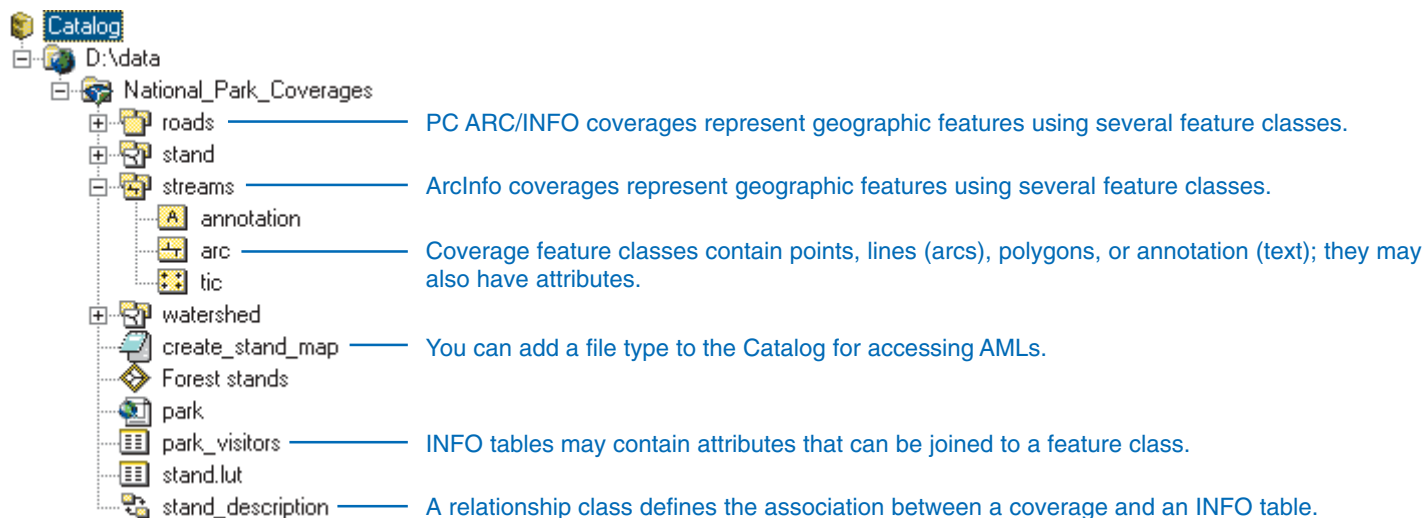 Catalog
D:\data
National_Park_Coverages
roads PC ARC/INFO coverages represent geographic features using several feature classes.
stand
streams ArcInfo coverages represent geographic features using several feature classes.
A annotation
arc Coverage feature classes contain points, lines (arcs), polygons, or annotation (text); they may
also have attributes.
tic
watershed
create_stand_map You can add a file type to the Catalog for accessing AMLs.
Forest stands
park
park_visitors INFO tables may contain attributes that can be joined to a feature class.
stand.lut
stand_description A relationship class defines the association between a coverage and an INFO table.